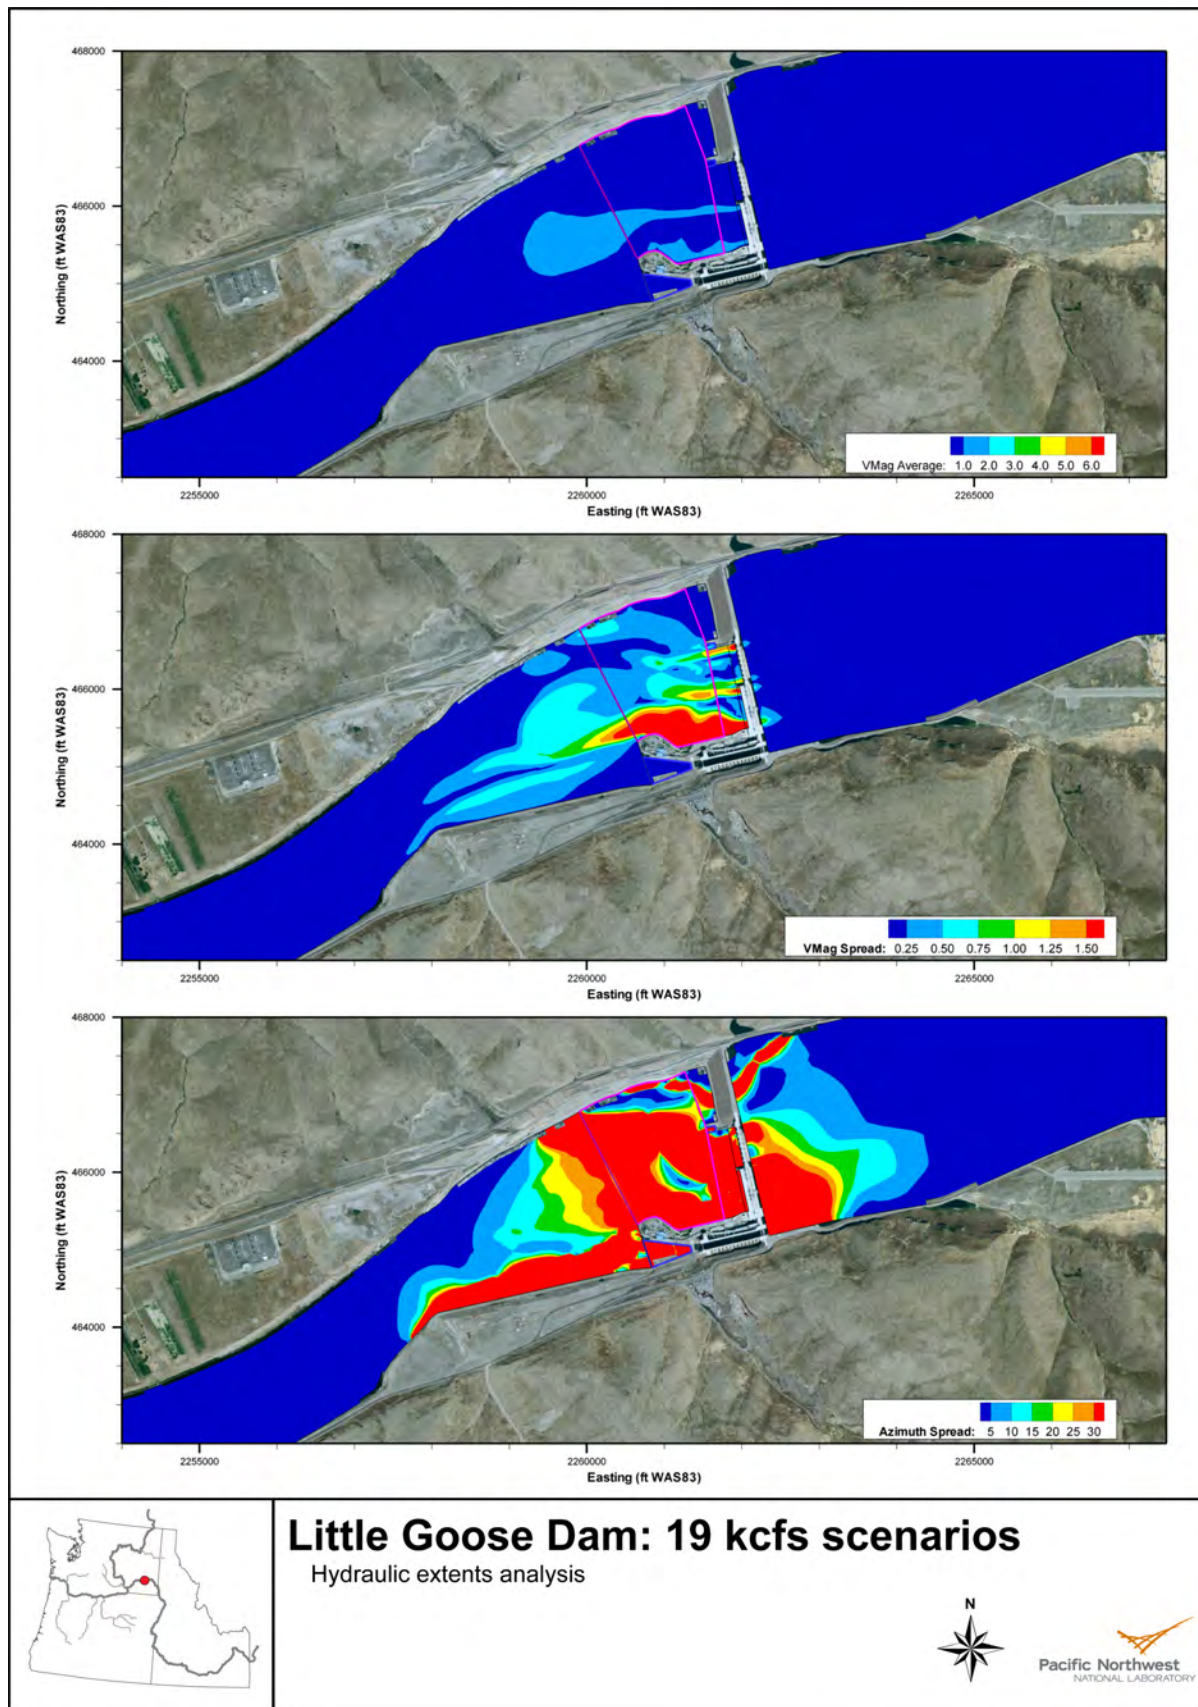 468000
466000
464000
Northing (ft WAS83)
VMag Average: 1.0 2.0 3.0 4.0 5.0 6.0
2255000 2260000 2265000
Easting (ft WAS83)
468000
466000
464000
Northing (ft WAS83)
VMag Spread: 0.25 0.50 0.75 1.00 1.25 1.50
2255000 2260000 2265000
Easting (ft WAS83)
468000
466000
464000
Northing (ft WAS83)
Azimuth Spread: 5 10 15 20 25 30
2255000 2260000 2265000
Easting (ft WAS83)
Little Goose Dam: 19 kcfs scenarios
Hydraulic extents analysis
N
Pacific Northwest
NATIONAL LABORATORY